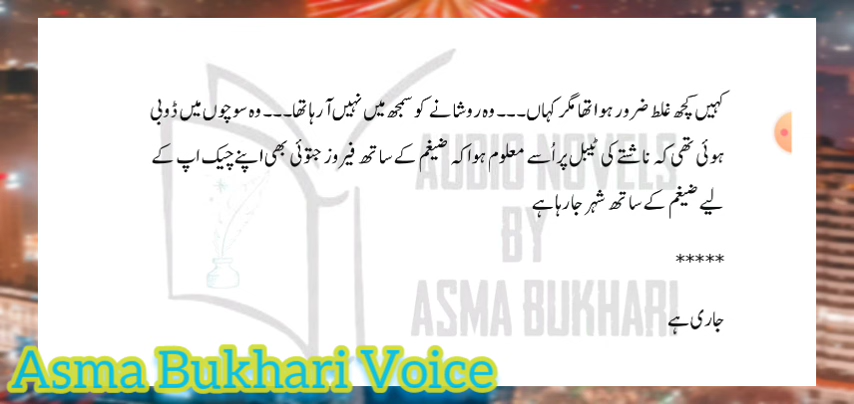 کہیں کچھ غلط ضرور ہوا تھا مگر کہاں۔۔۔ وہ روشانے کو سمجھ میں نہیں آ رہا تھا۔۔۔ وہ سوچوں میں ڈوبی
ہوئی تھی کہ ناشتے کی ٹیبل پر اُسے معلوم ہوا کہ ضیغم کے ساتھ فیروز جتوئی بھی اپنے چیک اپ کے
لیے ضیغم کے ساتھ شہر جا رہا ہے
*****
جاری ہے
AUDIO NOVELS
BY
ASMA BUKHARI
Asma Bukhari Voice